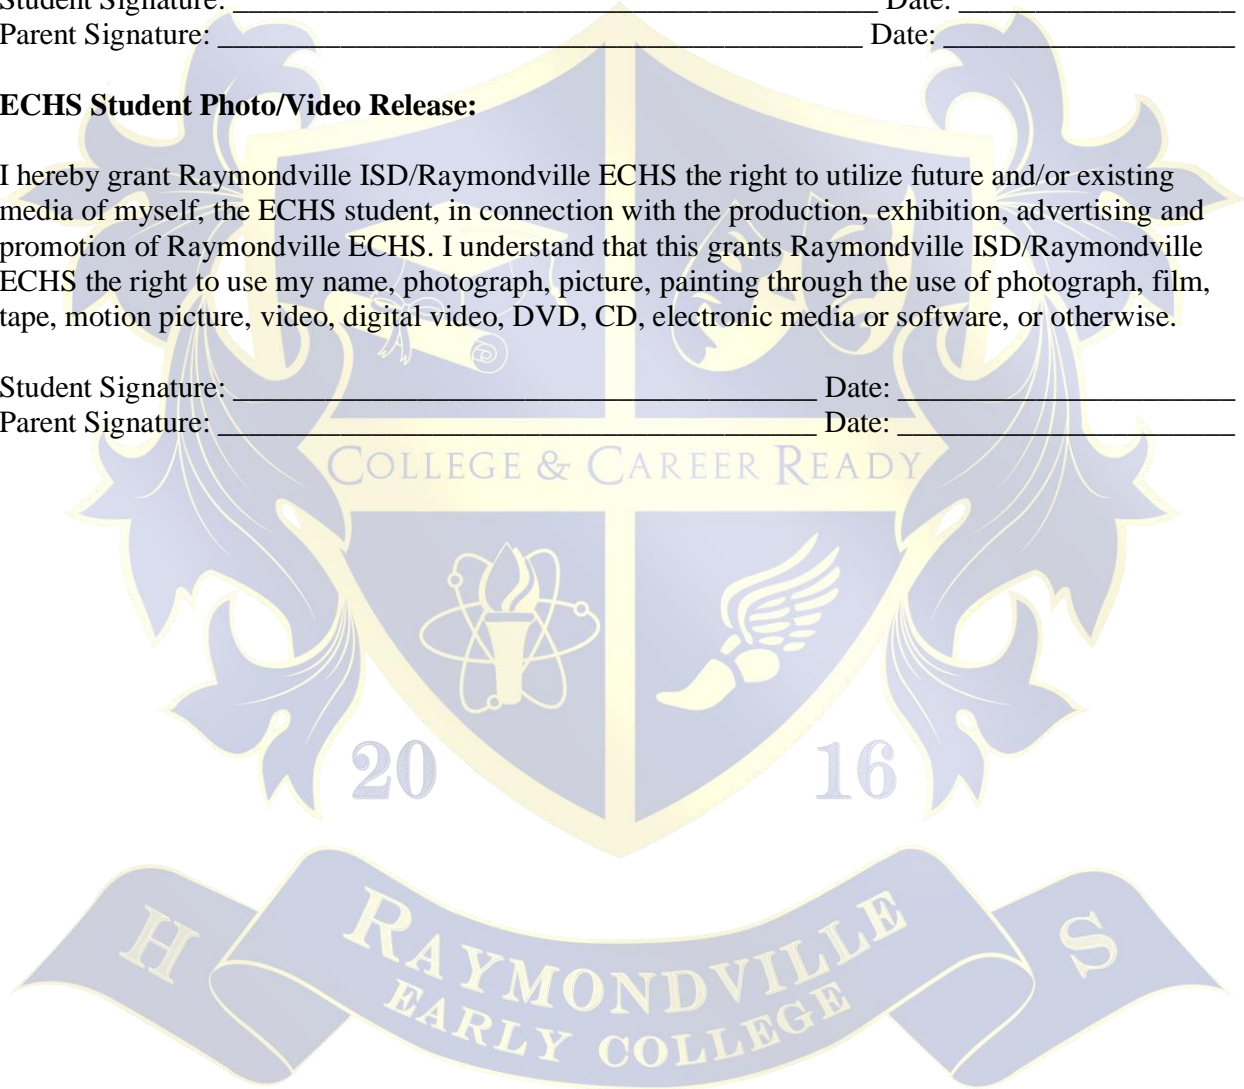 Student Signature: ___________________________________________ Date: ___________________
Parent Signature: ___________________________________________ Date: ____________________
ECHS Student Photo/Video Release:
I hereby grant Raymondville ISD/Raymondville ECHS the right to utilize future and/or existing
media of myself, the ECHS student, in connection with the production, exhibition, advertising and
promotion of Raymondville ECHS. I understand that this grants Raymondville ISD/Raymondville
ECHS the right to use my name, photograph, picture, painting through the use of photograph, film,
tape, motion picture, video, digital video, DVD, CD, electronic media or software, or otherwise.
Student Signature: _______________________________________ Date: _______________________
Parent Signature: ________________________________________ Date: _______________________
COLLEGE & CAREER READY
20 16
H RAYMONDVILLE S
EARLY COLLEGE